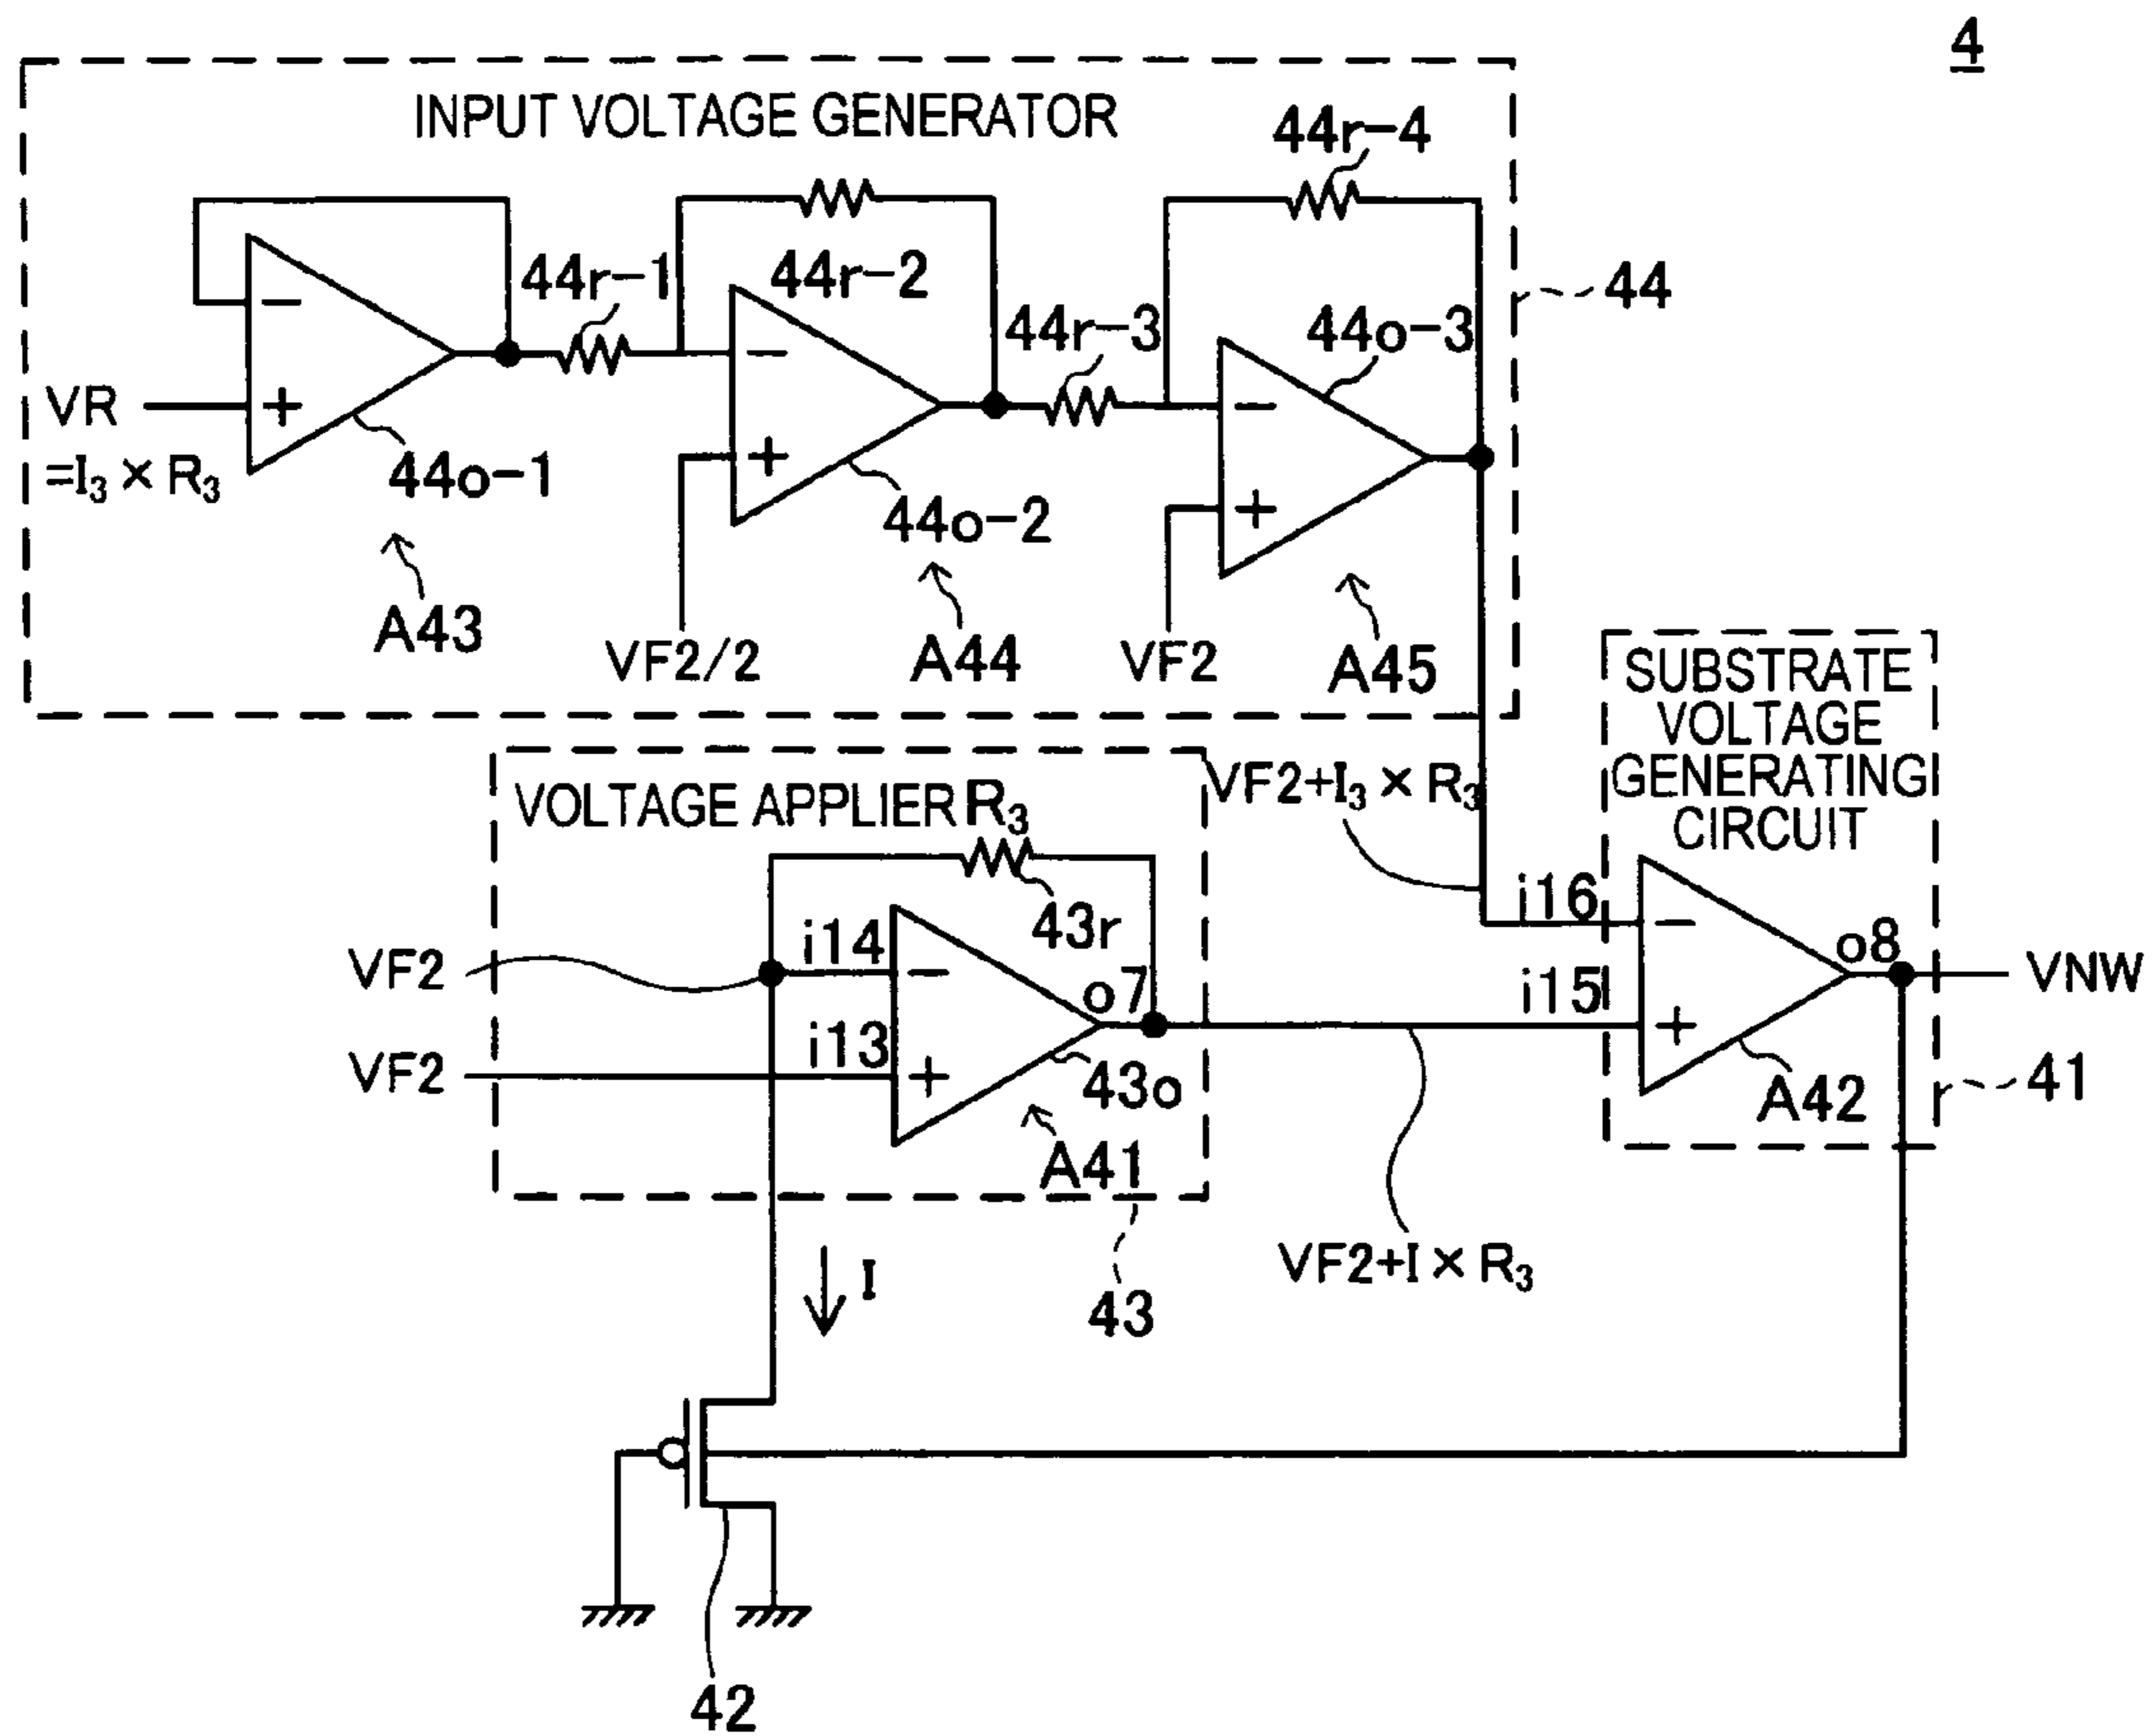 4
INPUT VOLTAGE GENERATOR
44r-4
44r-1
44r-2
44
44r-3
44o-3
VR
=I₃ × R₃
44o-1
44o-2
A43
VF2/2
A44
VF2
A45
SUBSTRATE
VOLTAGE
GENERATING
CIRCUIT
VOLTAGE APPLIER R₃
VF2+I₃ × R₃
i16
43r
i14
o8
VF2
o7
i15
VNW
i13
VF2
43o
A42
41
A41
VF2+I × R₃
I
43
42